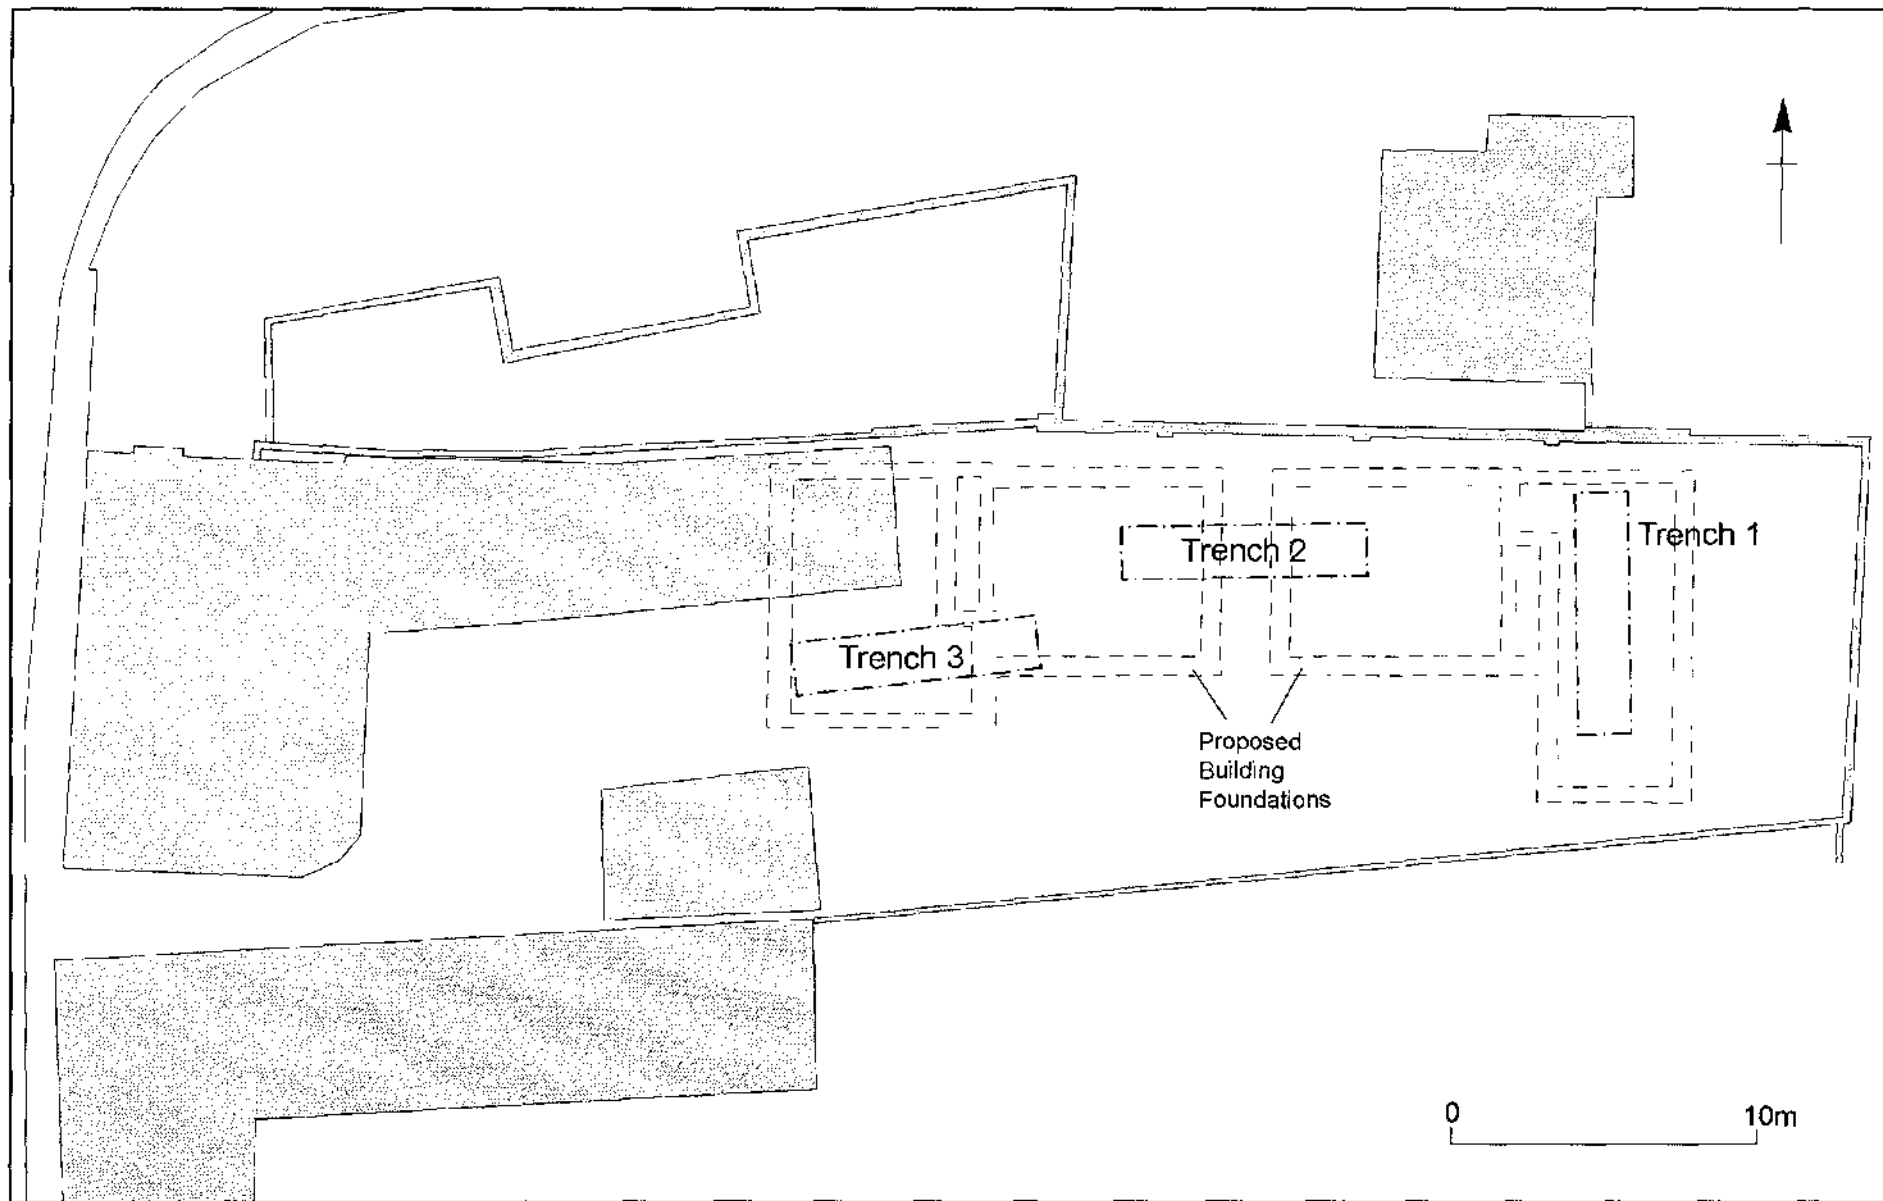 Trench 1
Trench 2
Trench 3
Proposed
Building
Foundations
0 10m